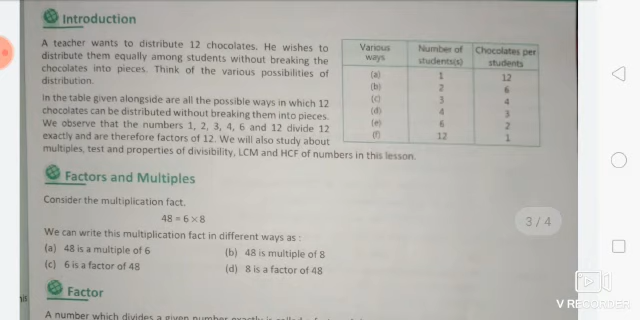 Introduction
A teacher wants to distribute 12 chocolates. He wishes to
distribute them equally among students without breaking the
chocolates into pieces. Think of the various possibilities of
distribution.
In the table given alongside are all the possible ways in which 12
chocolates can be distributed without breaking them into pieces.
We observe that the numbers 1, 2, 3, 4, 6 and 12 divide 12
exactly and are therefore factors of 12. We will also study about
multiples, test and properties of divisibility, LCM and HCF of numbers in this lesson.
Various ways Number of students(s) Chocolates per students
(a) 1 12
(b) 2 6
(c) 3 4
(d) 4 3
(e) 6 2
(f) 12 1
Factors and Multiples
Consider the multiplication fact.
48 = 6 × 8
We can write this multiplication fact in different ways as :
(a) 48 is a multiple of 6 (b) 48 is multiple of 8
(c) 6 is a factor of 48 (d) 8 is a factor of 48
3 / 4
Factor
A number which divides a given number exactly is called a
V RECORDER